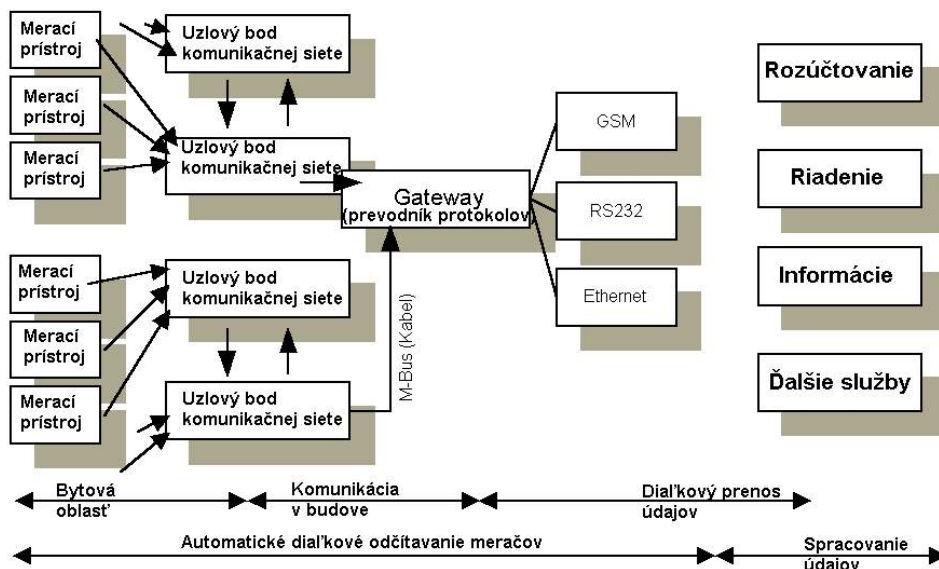 Merací
prístroj
Merací
prístroj
Merací
prístroj
Uzlový bod
komunikačnej siete
Uzlový bod
komunikačnej siete
Merací
prístroj
Merací
prístroj
Merací
prístroj
Uzlový bod
komunikačnej siete
Uzlový bod
komunikačnej siete
Gateway
(prevodník protokolov)
M-Bus (Kabel)
GSM
RS232
Ethernet
Rozúčtovanie
Riadenie
Informácie
Ďalšie služby
Bytová
oblasť
Komunikácia
v budove
Diaľkový prenos
údajov
Automatické diaľkové odčítavanie meračov
Spracovanie
údajov